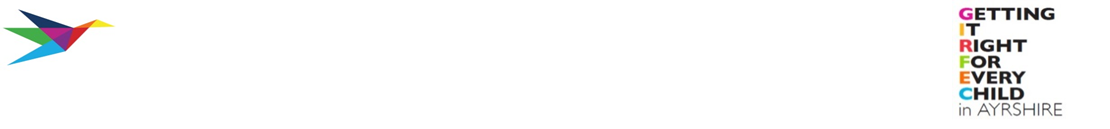 GETTING
IT
RIGHT
FOR
EVERY
CHILD
in AYRSHIRE